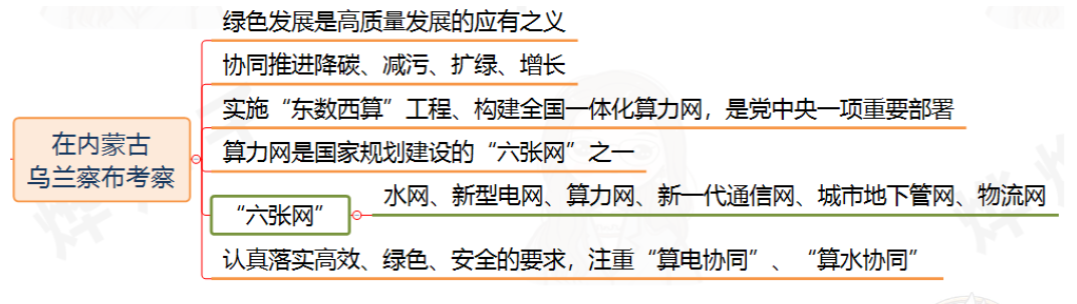 绿色发展是高质量发展的应有之义
协同推进降碳、减污、扩绿、增长
实施“东数西算”工程、构建全国一体化算力网，是党中央一项重要部署
在内蒙古
乌兰察布考察
算力网是国家规划建设的“六张网”之一
“六张网”
水网、新型电网、算力网、新一代通信网、城市地下管网、物流网
认真落实高效、绿色、安全的要求，注重“算电协同”、“算水协同”